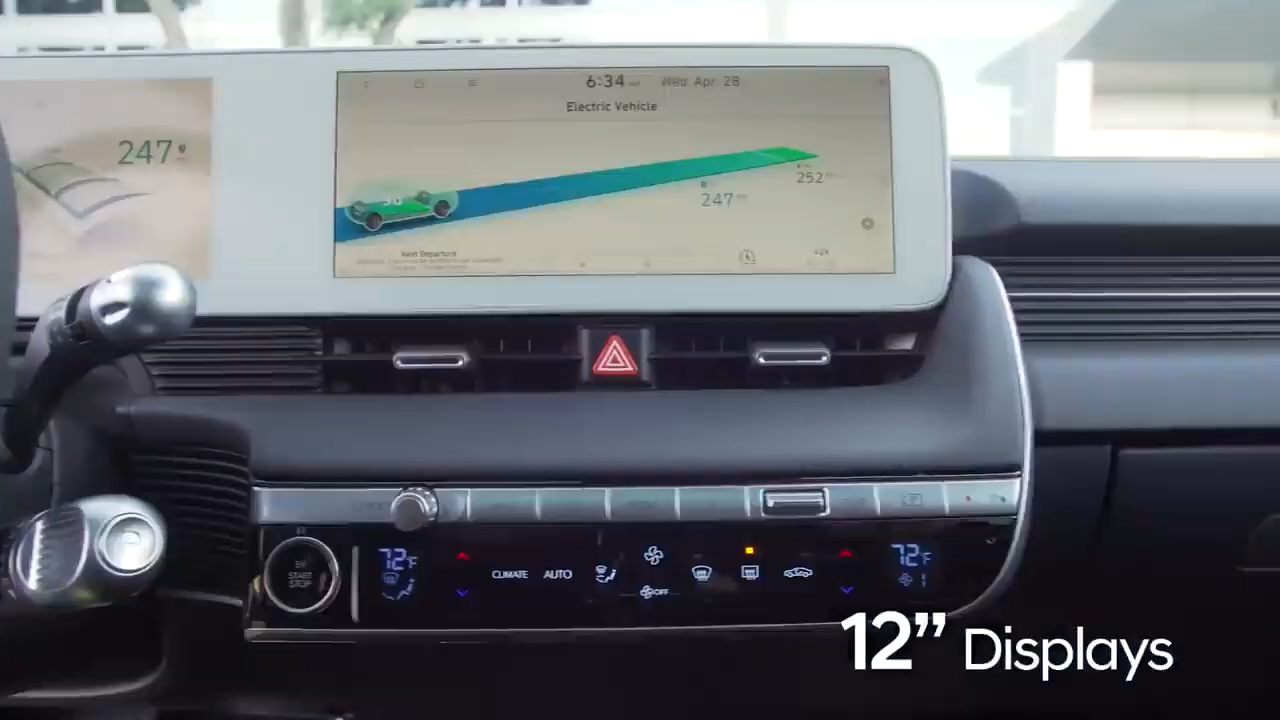 6:34 Wed. Apr. 28
Electric Vehicle
247
252
247
Next Departure
START
STOP
72°F
CLIMATE AUTO
OFF
72°F
1
12” Displays